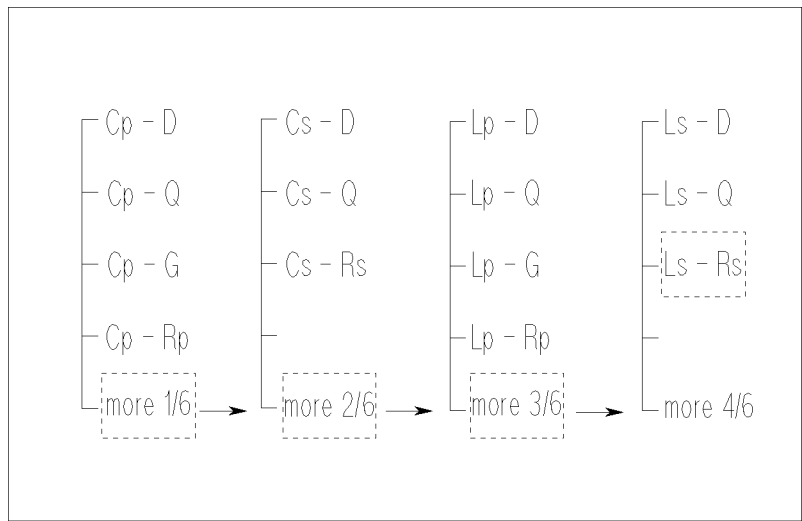 Cp - D
Cp - Q
Cp - G
Cp - Rp
more 1/6
Cs - D
Cs - Q
Cs - Rs
more 2/6
Lp - D
Lp - Q
Lp - G
Lp - Rp
more 3/6
Ls - D
Ls - Q
Ls - Rs
more 4/6